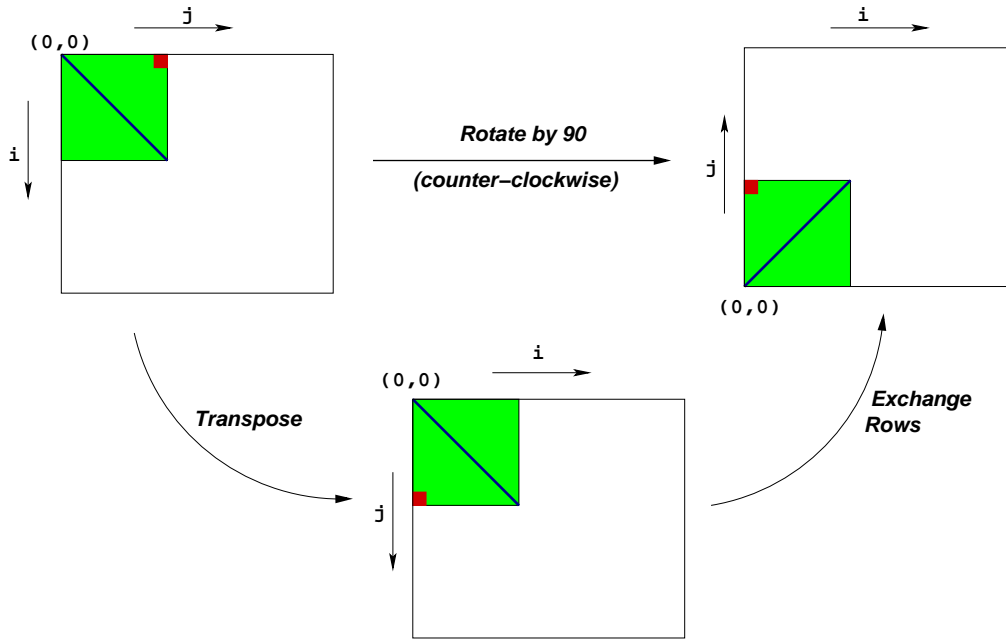 j
(0,0)
i
Rotate by 90
(counter−clockwise)
i
j
(0,0)
Transpose
i
(0,0)
j
Exchange
Rows